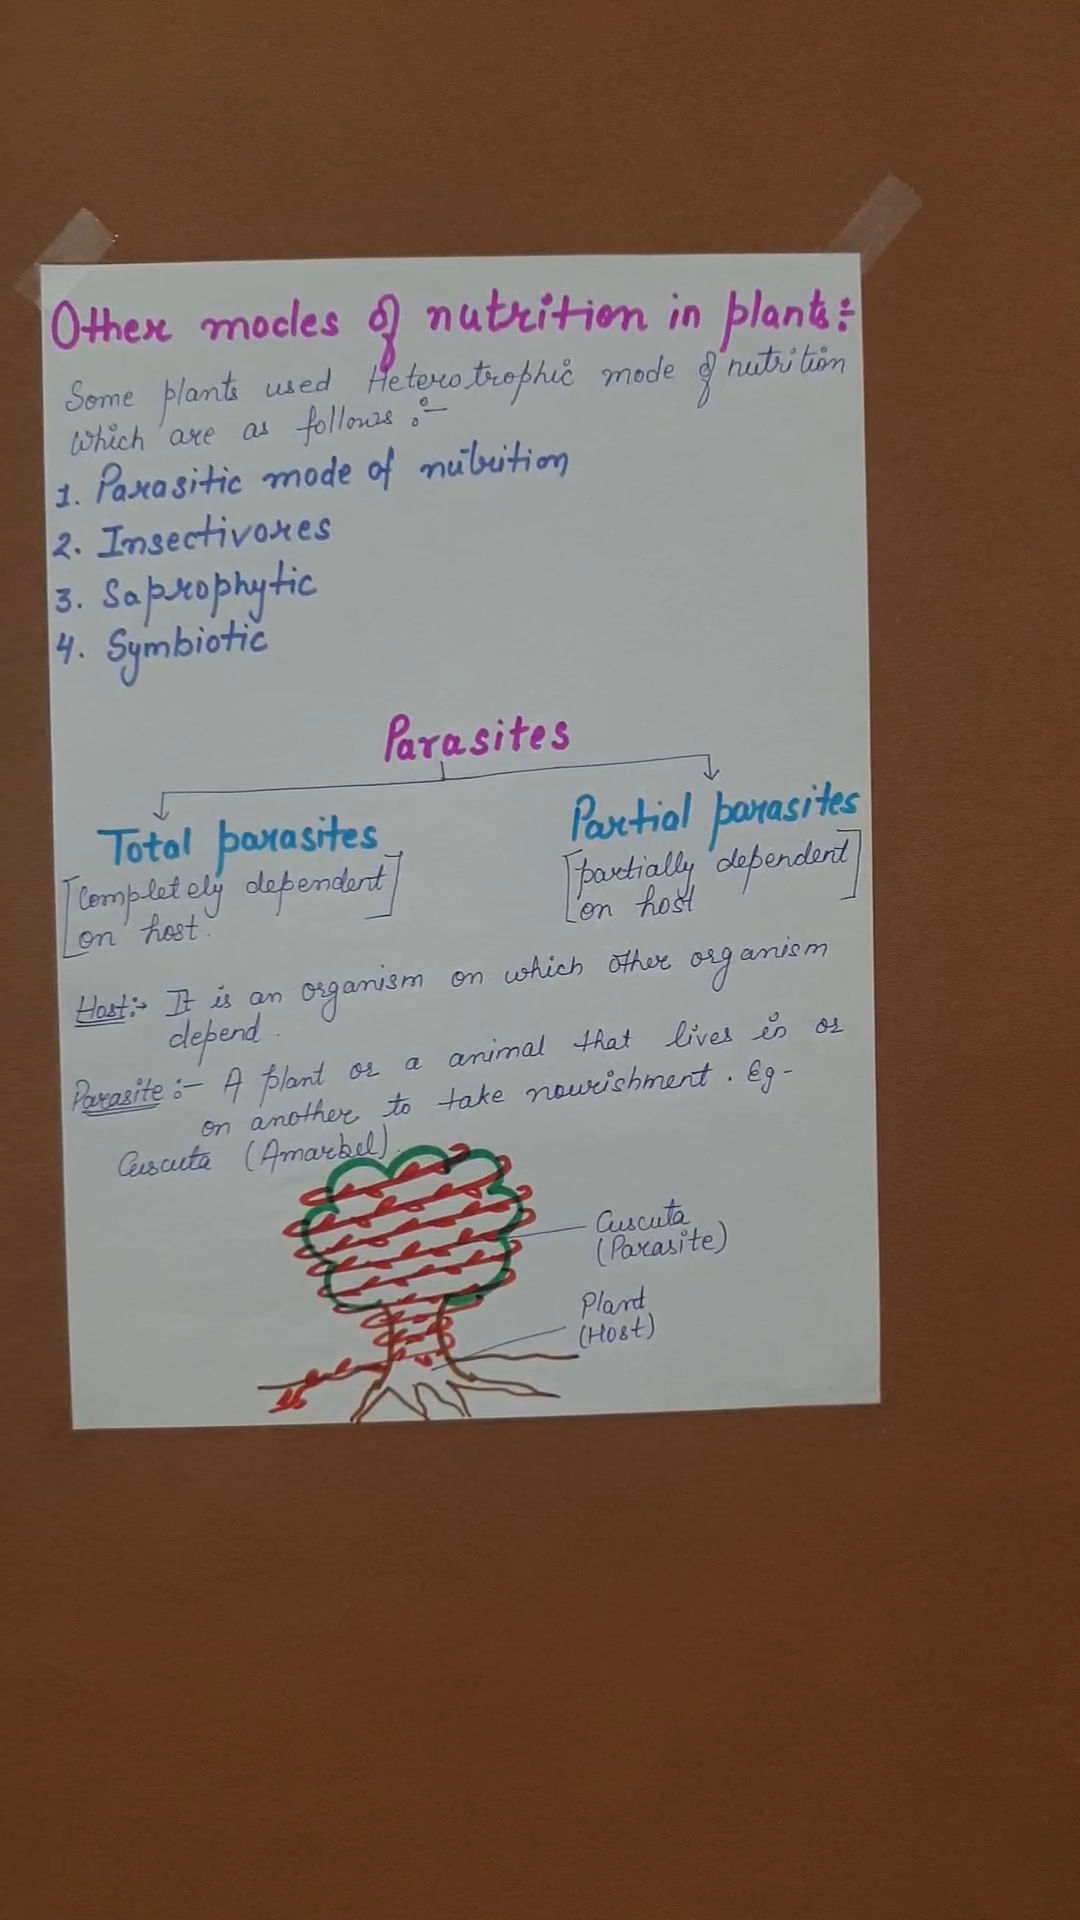 Other modes of nutrition in plants:
Some plants used Heterotrophic mode of nutrition
which are as follows :-
1. Parasitic mode of nutrition
2. Insectivores
3. Saprophytic
4. Symbiotic
Parasites
Total parasites
[Completely dependent
on host.]
Partial parasites
[partially dependent
on host]
Host:- It is an organism on which other organism
depend.
Parasite :- A plant or a animal that lives in or
on another to take nourishment. Eg-
Cuscuta (Amarbel).
Cuscuta
(Parasite)
Plant
(Host)